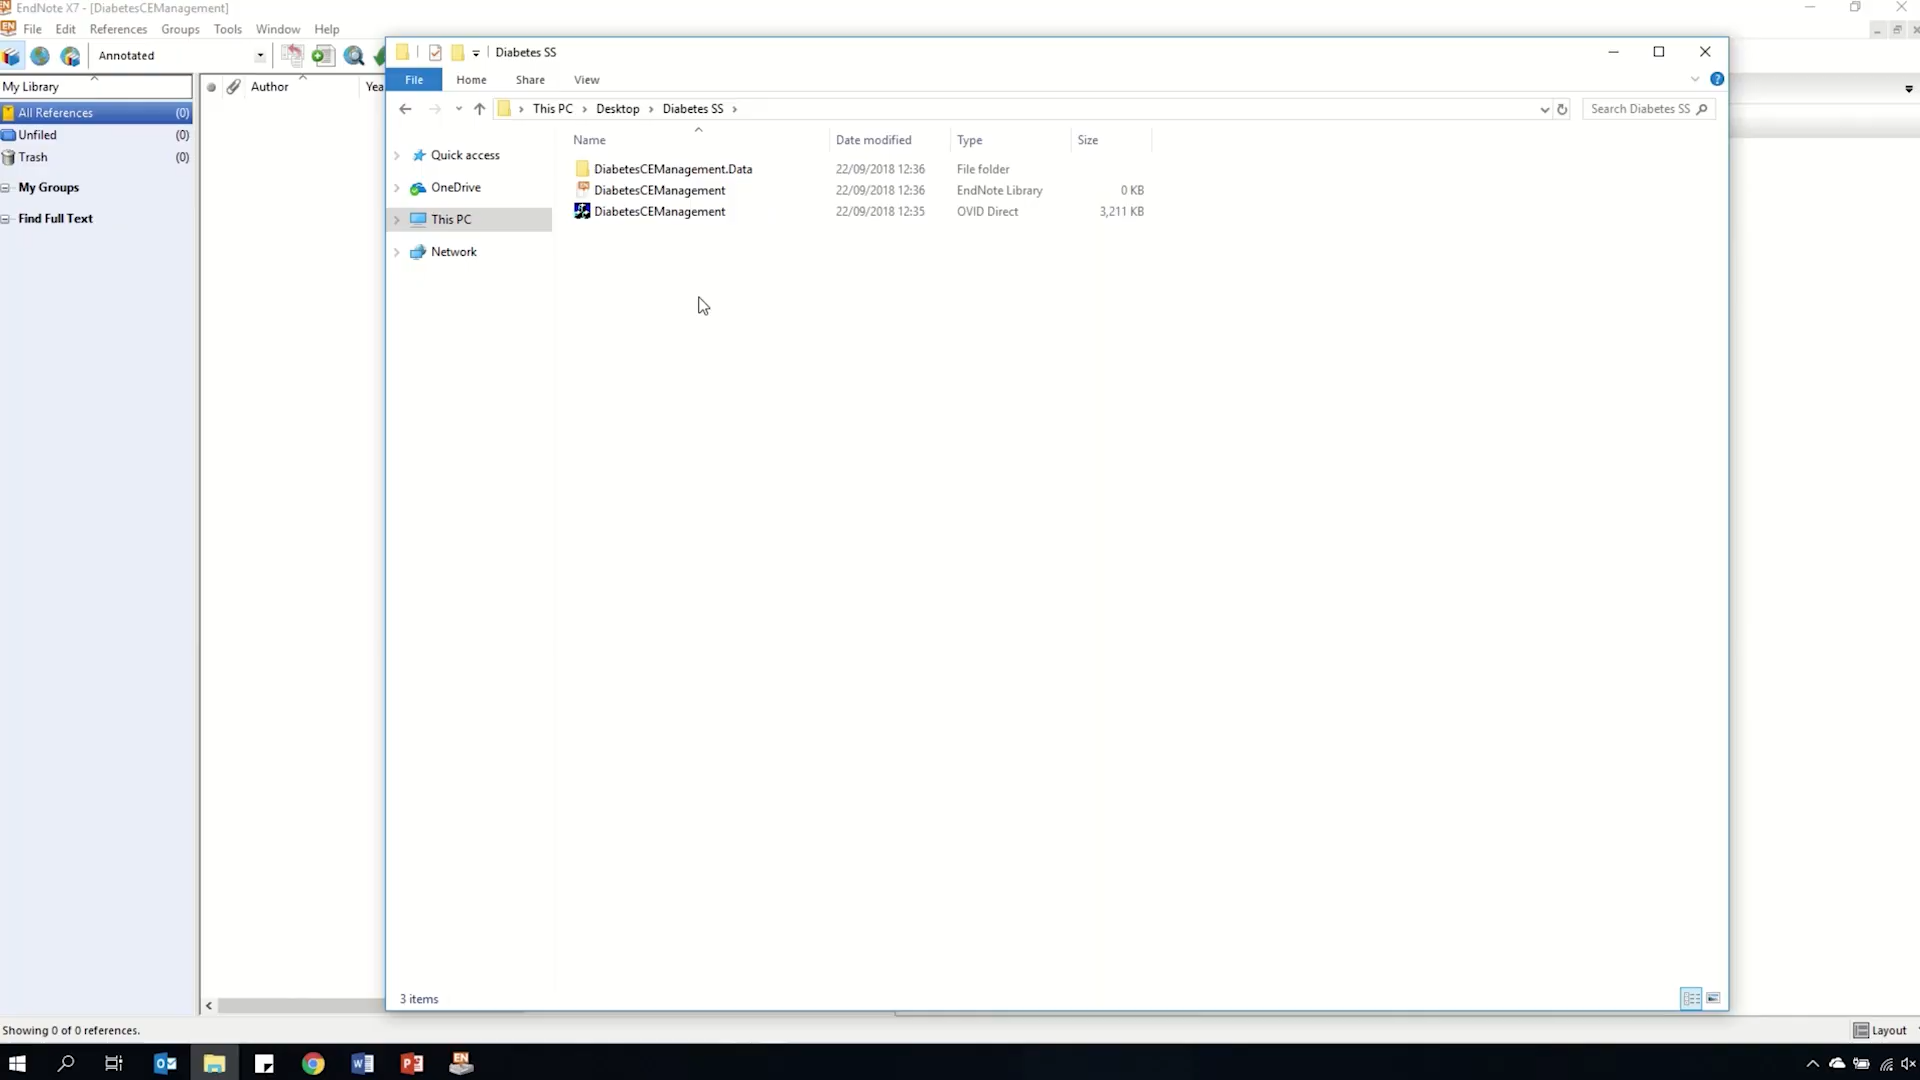 EndNote X7 - [DiabetesCEManagement]
File Edit References Groups Tools Window Help
Annotated
My Library
All References (0)
Unfiled (0)
Trash (0)
My Groups
Find Full Text
Author
Yea
Diabetes SS
File Home Share View
This PC > Desktop > Diabetes SS >
Search Diabetes SS
Quick access
OneDrive
This PC
Network
Name Date modified Type Size
DiabetesCEManagement.Data 22/09/2018 12:36 File folder
DiabetesCEManagement 22/09/2018 12:36 EndNote Library 0 KB
DiabetesCEManagement 22/09/2018 12:35 OVID Direct 3,211 KB
3 items
Showing 0 of 0 references.
Layout